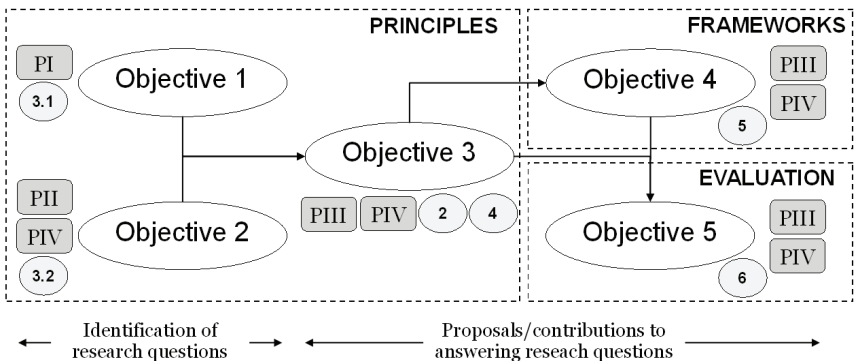 PRINCIPLES
PI
3.1
Objective 1
PII
PIV
3.2
Objective 2
Objective 3
PIII PIV 2 4
FRAMEWORKS
Objective 4
PIII
PIV
5
EVALUATION
Objective 5
PIII
PIV
6
Identification of
research questions
Proposals/contributions to
answering reseach questions